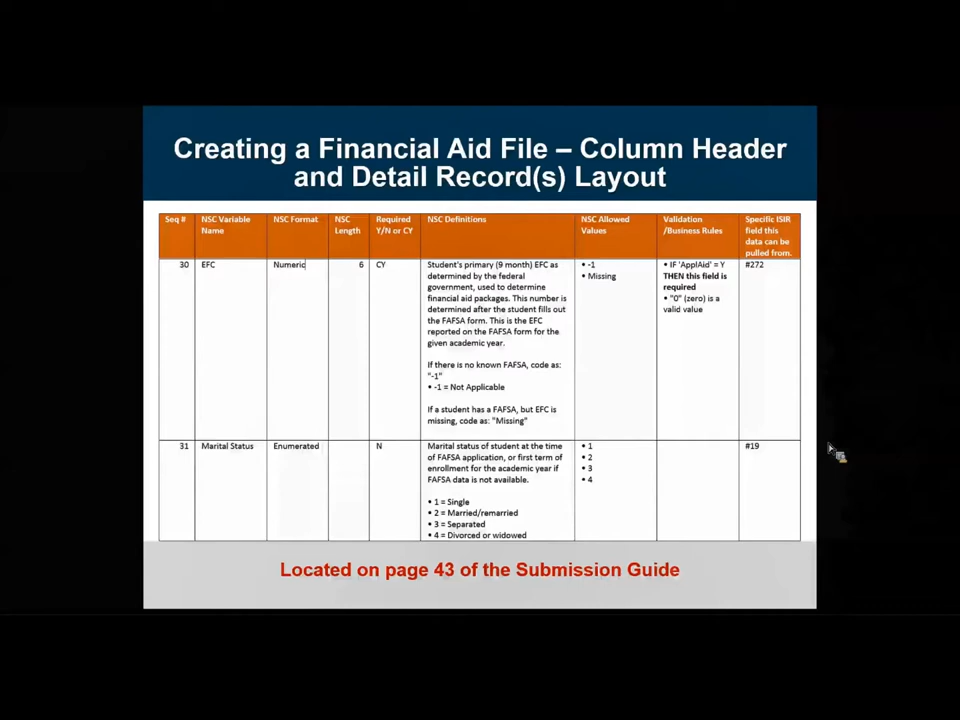 Creating a Financial Aid File – Column Header
and Detail Record(s) Layout
Seq #
NSC Variable
Name
NSC Format
NSC
Length
Required
Y/N or CY
NSC Definitions
NSC Allowed
Values
Validation
/Business Rules
Specific ISIR
field this
data can be
pulled from.
30
EFC
Numeric
6
CY
Student's primary (9 month) EFC as
determined by the federal
government, used to determine
financial aid packages. This number is
determined after the student fills out
the FAFSA form. This is the EFC
reported on the FAFSA form for the
given academic year.
If there is no known FAFSA, code as:
"-1"
• -1 = Not Applicable
If a student has a FAFSA, but EFC is
missing, code as: "Missing"
• -1
• Missing
• IF 'ApplAid' = Y
THEN this field is
required
• "0" (zero) is a
valid value
#272
31
Marital Status
Enumerated
N
Marital status of student at the time
of FAFSA application, or first term of
enrollment for the academic year if
FAFSA data is not available.
• 1 = Single
• 2 = Married/remarried
• 3 = Separated
• 4 = Divorced or widowed
• 1
• 2
• 3
• 4
#19
Located on page 43 of the Submission Guide